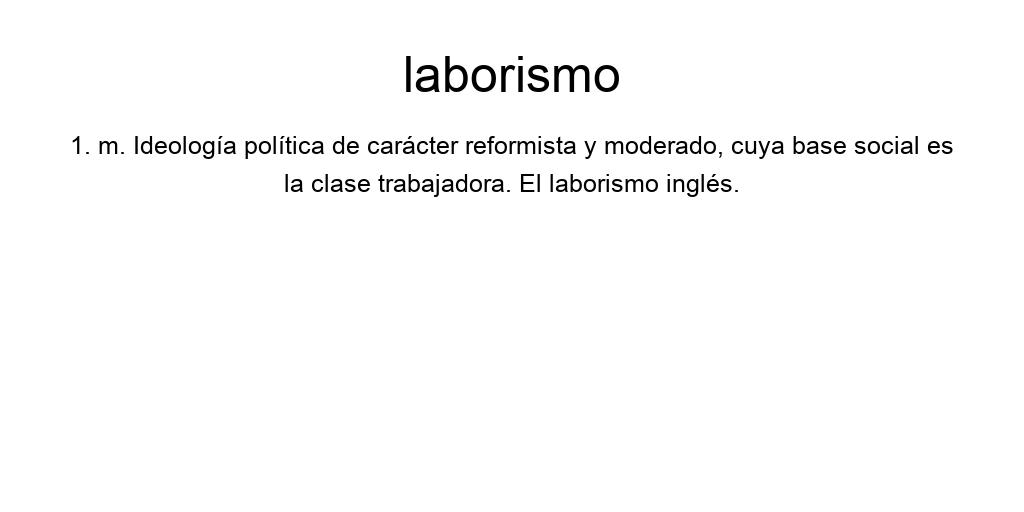 laborismo
1. m. Ideología política de carácter reformista y moderado, cuya base social es
la clase trabajadora. El laborismo inglés.